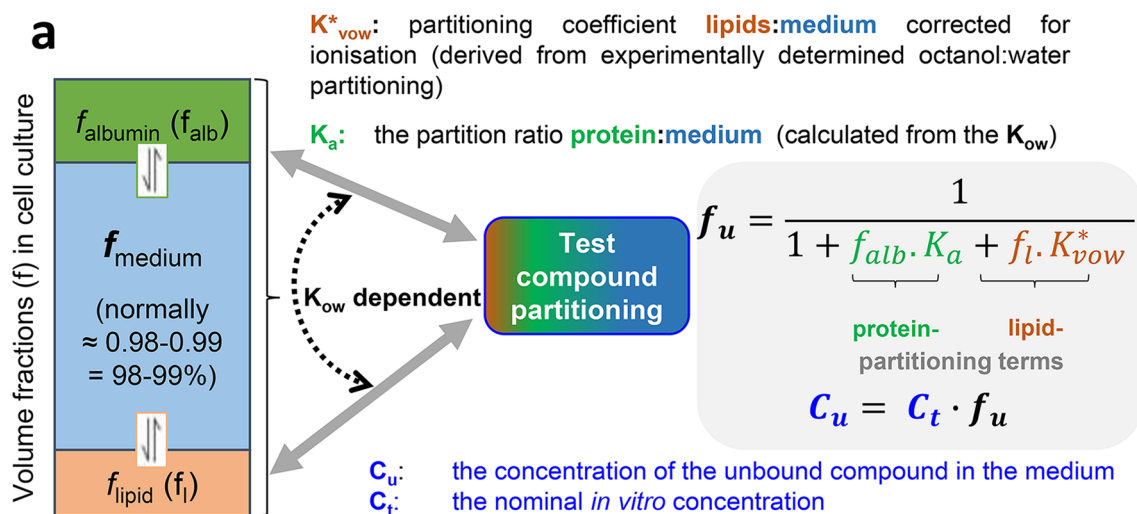 a
K*vow: partitioning coefficient lipids:medium corrected for
ionisation (derived from experimentally determined octanol:water
partitioning)
Ka: the partition ratio protein:medium (calculated from the Kow)
Volume fractions (f) in cell culture
falbumin (falb)
fmedium
(normally
≈ 0.98-0.99
= 98-99%)
flipid (fl)
Kow dependent
Test
compound
partitioning
fu = 1 / 1 + falb. Ka + fl. K*vow
protein- lipid-
partitioning terms
Cu = Ct · fu
Cu: the concentration of the unbound compound in the medium
Ct: the nominal in vitro concentration